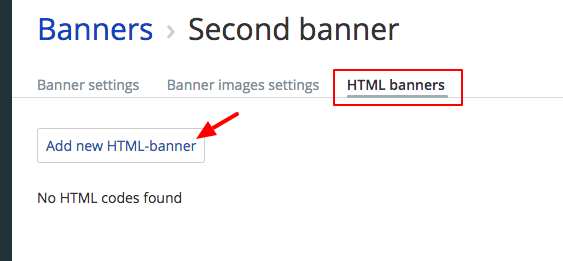 Banners › Second banner
Banner settings Banner images settings HTML banners
Add new HTML-banner
No HTML codes found